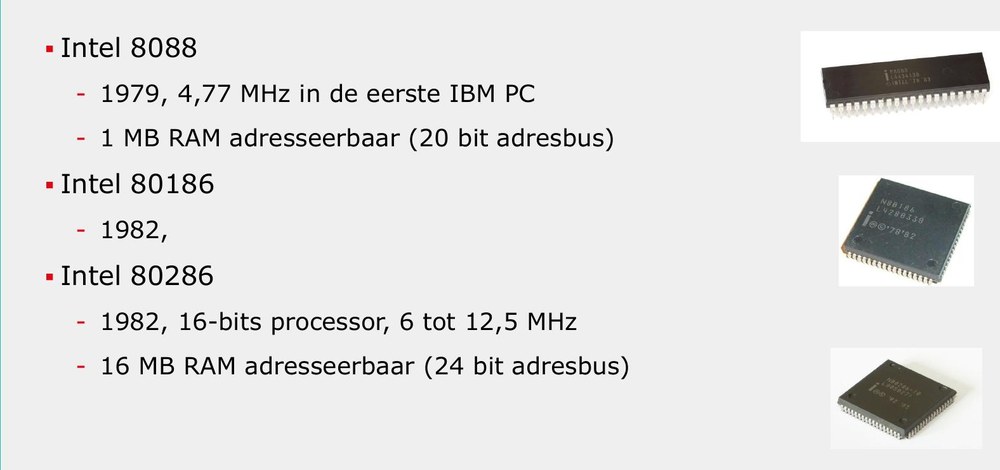 ▪ Intel 8088
- 1979, 4,77 MHz in de eerste IBM PC
- 1 MB RAM adresseerbaar (20 bit adresbus)
▪ Intel 80186
- 1982,
▪ Intel 80286
- 1982, 16-bits processor, 6 tot 12,5 MHz
- 16 MB RAM adresseerbaar (24 bit adresbus)